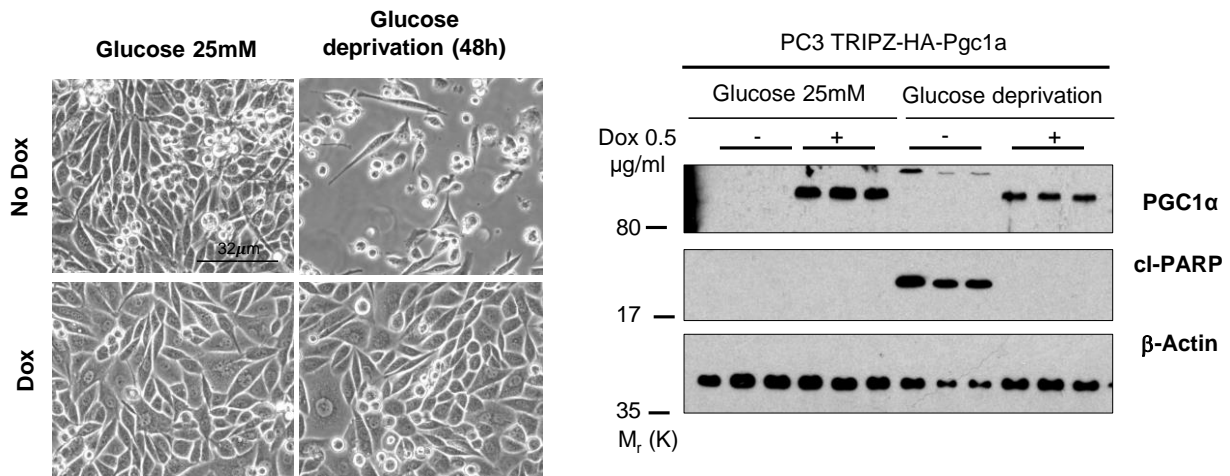 Glucose 25mM
Glucose
deprivation (48h)
No Dox
32μm
Dox
PC3 TRIPZ-HA-Pgc1a
Glucose 25mM
Glucose deprivation
Dox 0.5
μg/ml
-
+
-
+
PGC1α
80
cl-PARP
17
β-Actin
35
Mr (K)